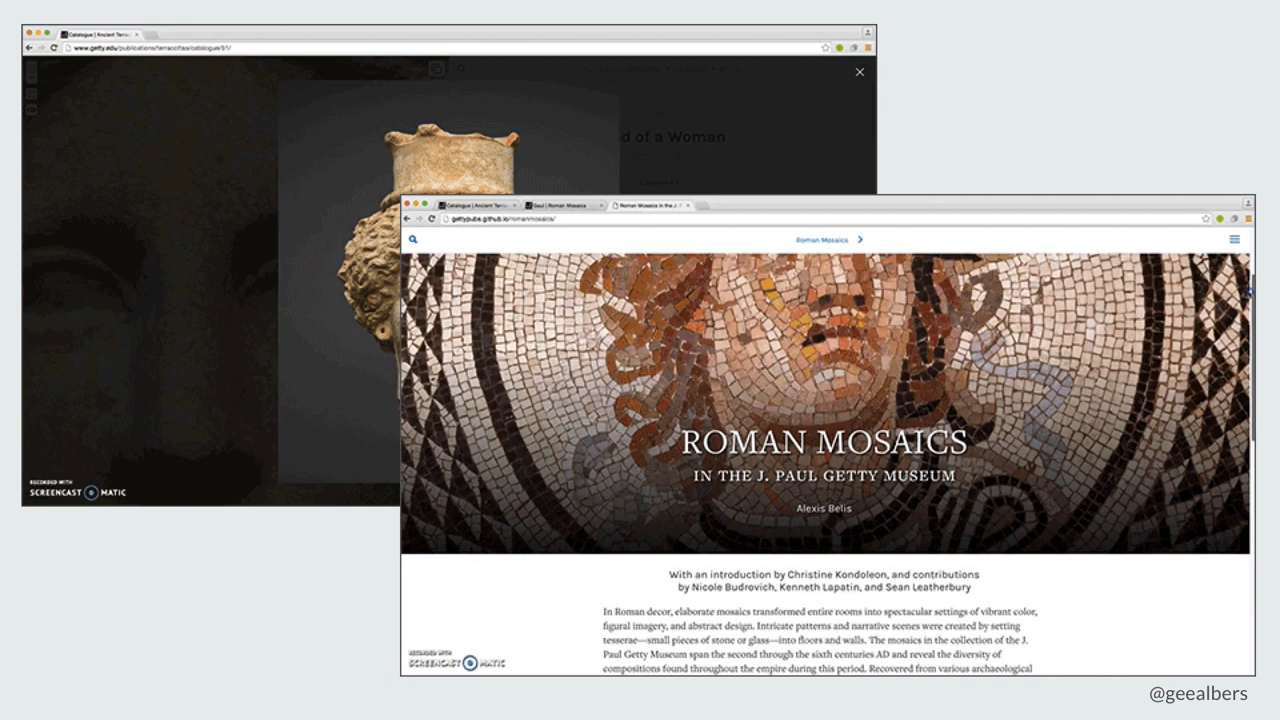 Catalogue | Ancient Terra
www.getty.edu/publications/terracottas/catalogue/51/
d of a Woman
RECORDED WITH
SCREENCAST MATIC
Catalogue | Ancient Terra
Gaul | Roman Mosaics
Roman Mosaics in the J. P
gettypubs.github.io/romanmosaics/
Roman Mosaics
ROMAN MOSAICS
IN THE J. PAUL GETTY MUSEUM
Alexis Belis
With an introduction by Christine Kondoleon, and contributions
by Nicole Budrovich, Kenneth Lapatin, and Sean Leatherbury
In Roman decor, elaborate mosaics transformed entire rooms into spectacular settings of vibrant color,
figural imagery, and abstract design. Intricate patterns and narrative scenes were created by setting
tesserae—small pieces of stone or glass—into floors and walls. The mosaics in the collection of the J.
Paul Getty Museum span the second through the sixth centuries AD and reveal the diversity of
compositions found throughout the empire during this period. Recovered from various archaeological
RECORDED WITH
SCREENCAST MATIC
@geealbers